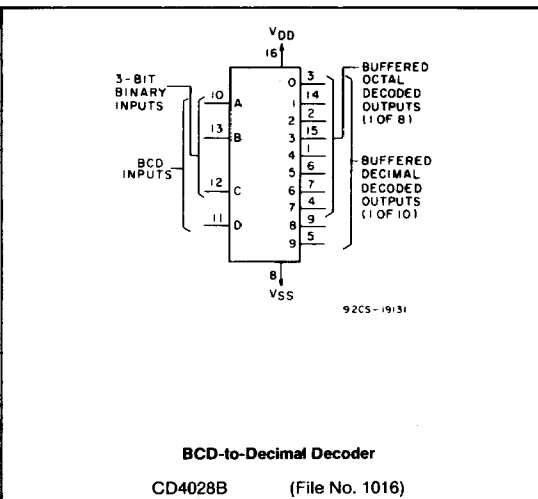 VDD
16
3-BIT
BINARY
INPUTS
BCD
INPUTS
10 A
13 B
12 C
11 D
0 3
1 14
2 2
3 15
4 1
5 6
6 7
7 4
8 9
9 5
BUFFERED
OCTAL
DECODED
OUTPUTS
(1 OF 8)
BUFFERED
DECIMAL
DECODED
OUTPUTS
(1 OF 10)
8
VSS
92CS-19131
BCD-to-Decimal Decoder
CD4028B (File No. 1016)